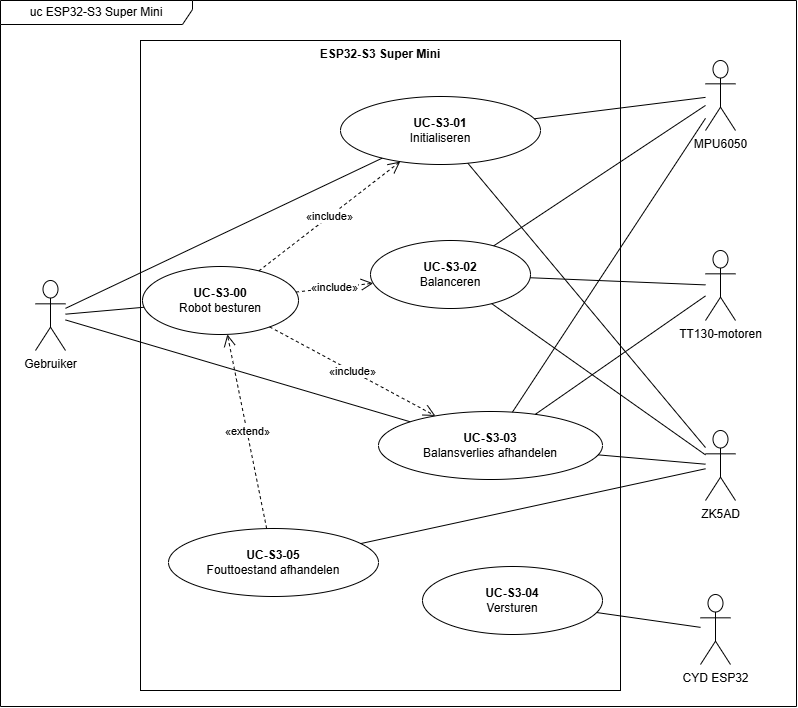 uc ESP32-S3 Super Mini
ESP32-S3 Super Mini
UC-S3-01
Initialiseren
MPU6050
«include»
UC-S3-02
Balanceren
UC-S3-00
Robot besturen
«include»
TT130-motoren
Gebruiker
«include»
«extend»
UC-S3-03
Balansverlies afhandelen
ZK5AD
UC-S3-05
Fouttoestand afhandelen
UC-S3-04
Versturen
CYD ESP32